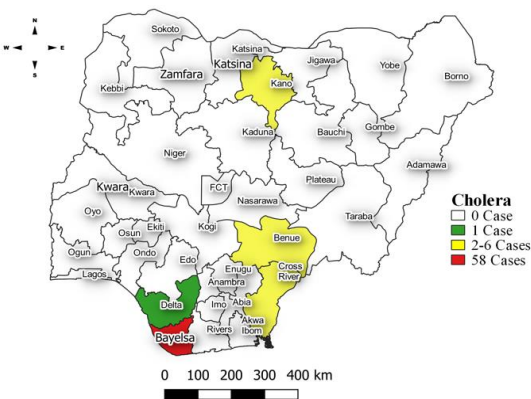 N
W
E
S
Sokoto
Katsina
Zamfara
Katsina
Jigawa
Yobe
Borno
Kebbi
Kano
Kaduna
Bauchi
Gombe
Adamawa
Niger
Plateau
Kwara
Kwara
FCT
Nasarawa
Taraba
Oyo
Kogi
Osun
Ekiti
Benue
Ogun
Ondo
Edo
Enugu
Cross
River
Lagos
Anambra
Delta
Imo
Abia
Bayelsa
Rivers
Akwa
Ibom
Cholera
0 Case
1 Case
2-6 Cases
58 Cases
0 100 200 300 400 km